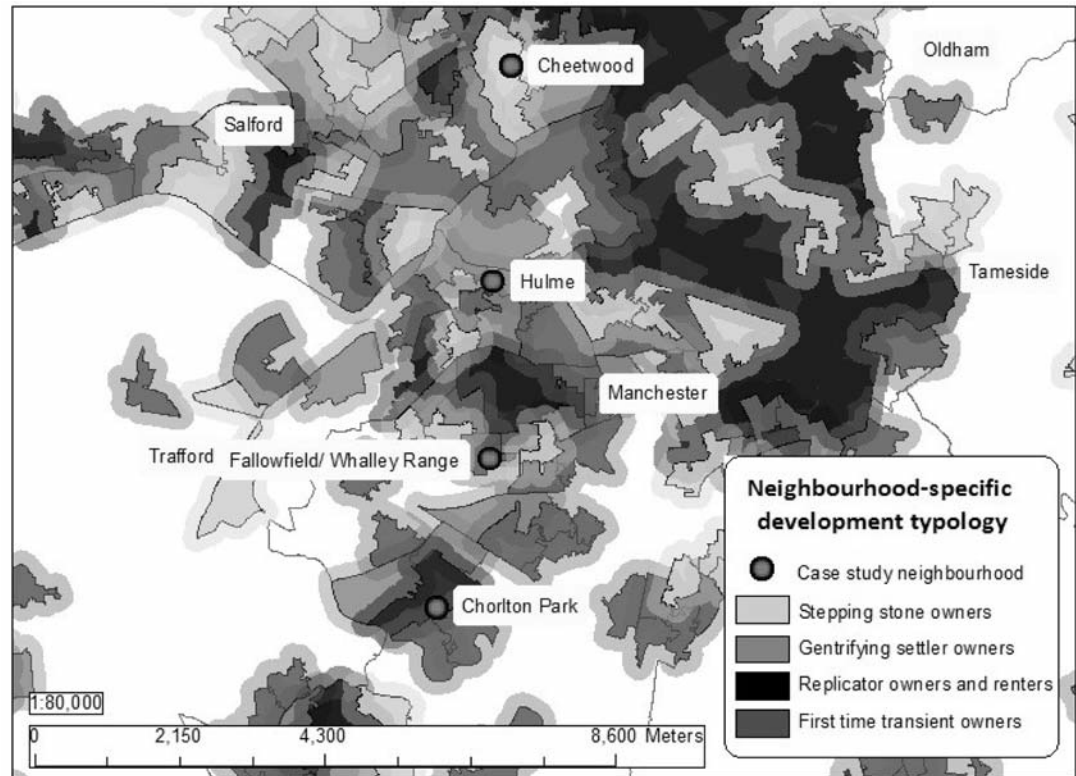 Oldham
Cheetwood
Salford
Hulme
Tameside
Manchester
Trafford
Fallowfield/ Whalley Range
Chorlton Park
Neighbourhood-specific
development typology
Case study neighbourhood
Stepping stone owners
Gentrifying settler owners
Replicator owners and renters
First time transient owners
1:80,000
0 2,150 4,300 8,600 Meters